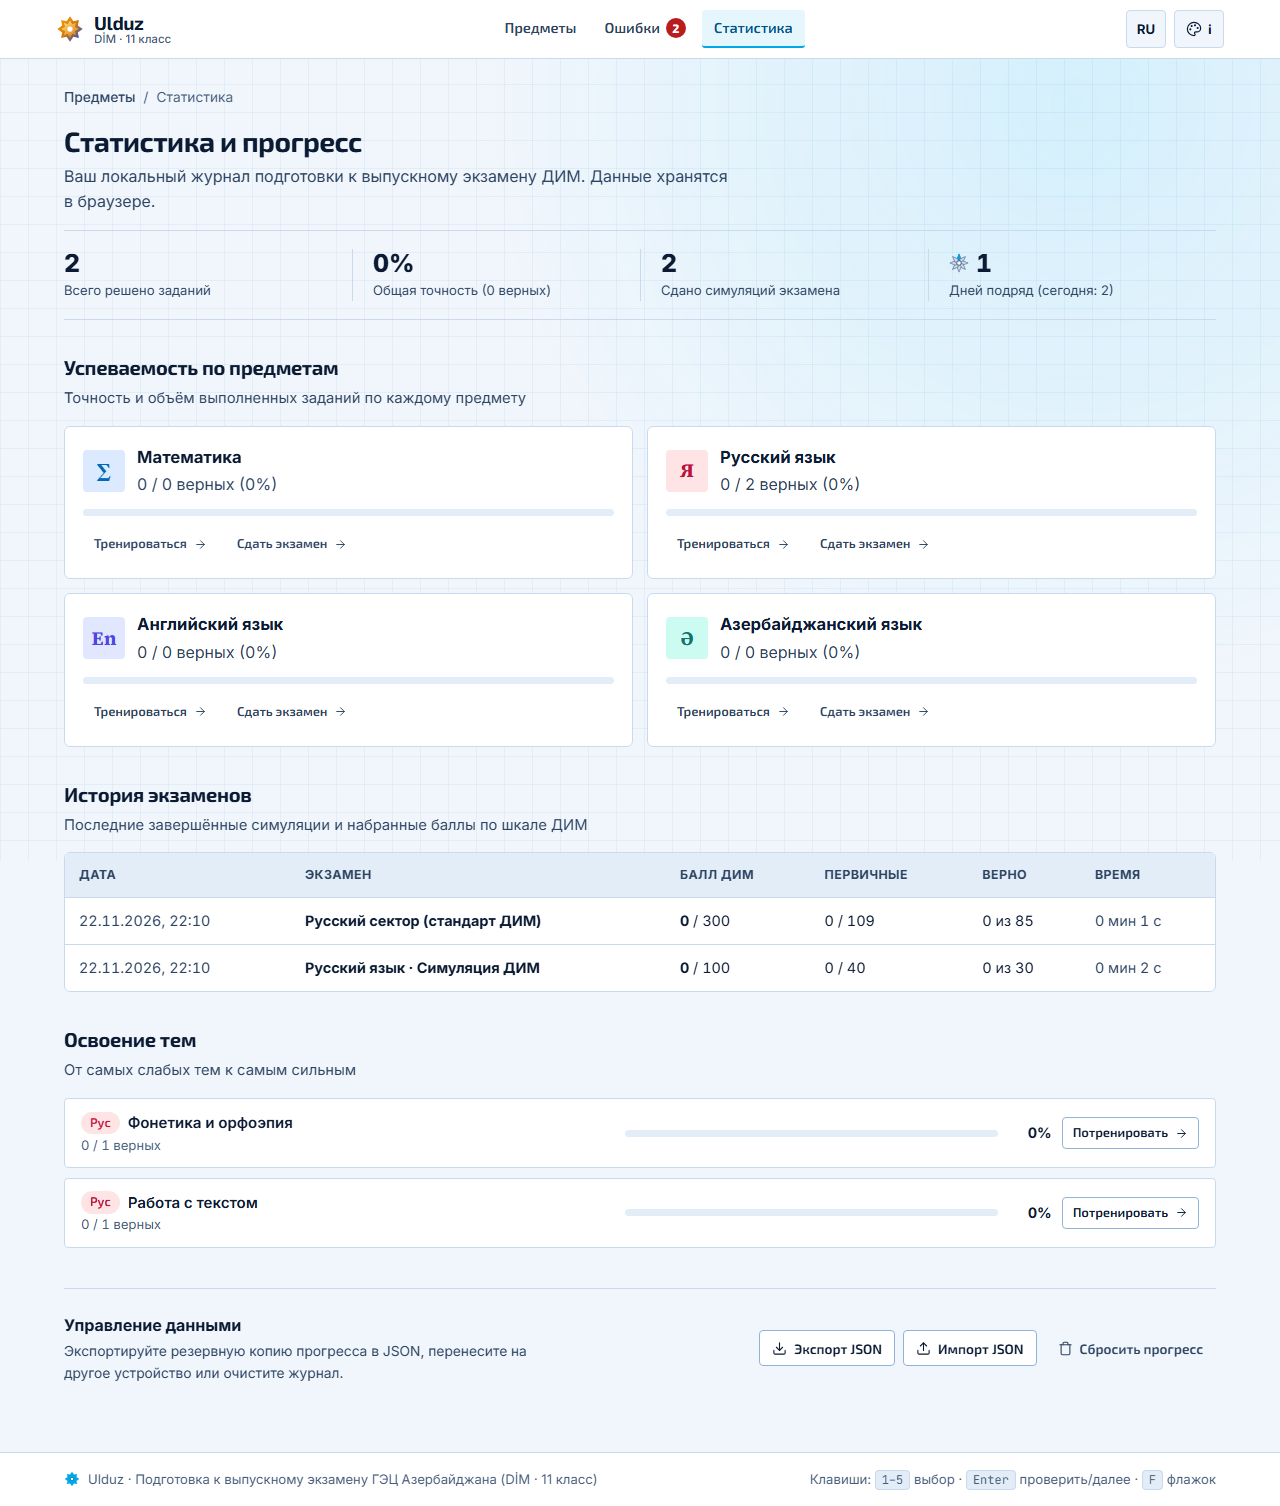 Ulduz
DİM · 11 класс
Предметы
Ошибки 2
Статистика
RU
i
Предметы / Статистика
Статистика и прогресс
Ваш локальный журнал подготовки к выпускному экзамену ДИМ. Данные хранятся
в браузере.
2
Всего решено заданий
0%
Общая точность (0 верных)
2
Сдано симуляций экзамена
1
Дней подряд (сегодня: 2)
Успеваемость по предметам
Точность и объём выполненных заданий по каждому предмету
Σ
Математика
0 / 0 верных (0%)
Тренироваться → Сдать экзамен →
Я
Русский язык
0 / 2 верных (0%)
Тренироваться → Сдать экзамен →
En
Английский язык
0 / 0 верных (0%)
Тренироваться → Сдать экзамен →
Ə
Азербайджанский язык
0 / 0 верных (0%)
Тренироваться → Сдать экзамен →
История экзаменов
Последние завершённые симуляции и набранные баллы по шкале ДИМ
ДАТА ЭКЗАМЕН БАЛЛ ДИМ ПЕРВИЧНЫЕ ВЕРНО ВРЕМЯ
22.11.2026, 22:10 Русский сектор (стандарт ДИМ) 0 / 300 0 / 109 0 из 85 0 мин 1 с
22.11.2026, 22:10 Русский язык · Симуляция ДИМ 0 / 100 0 / 40 0 из 30 0 мин 2 с
Освоение тем
От самых слабых тем к самым сильным
Рус Фонетика и орфоэпия
0 / 1 верных
0% Потренировать →
Рус Работа с текстом
0 / 1 верных
0% Потренировать →
Управление данными
Экспортируйте резервную копию прогресса в JSON, перенесите на
другое устройство или очистите журнал.
Экспорт JSON
Импорт JSON
Сбросить прогресс
Ulduz · Подготовка к выпускному экзамену ГЭЦ Азербайджана (DİM · 11 класс)
Клавиши: 1–5 выбор · Enter проверить/далее · F флажок